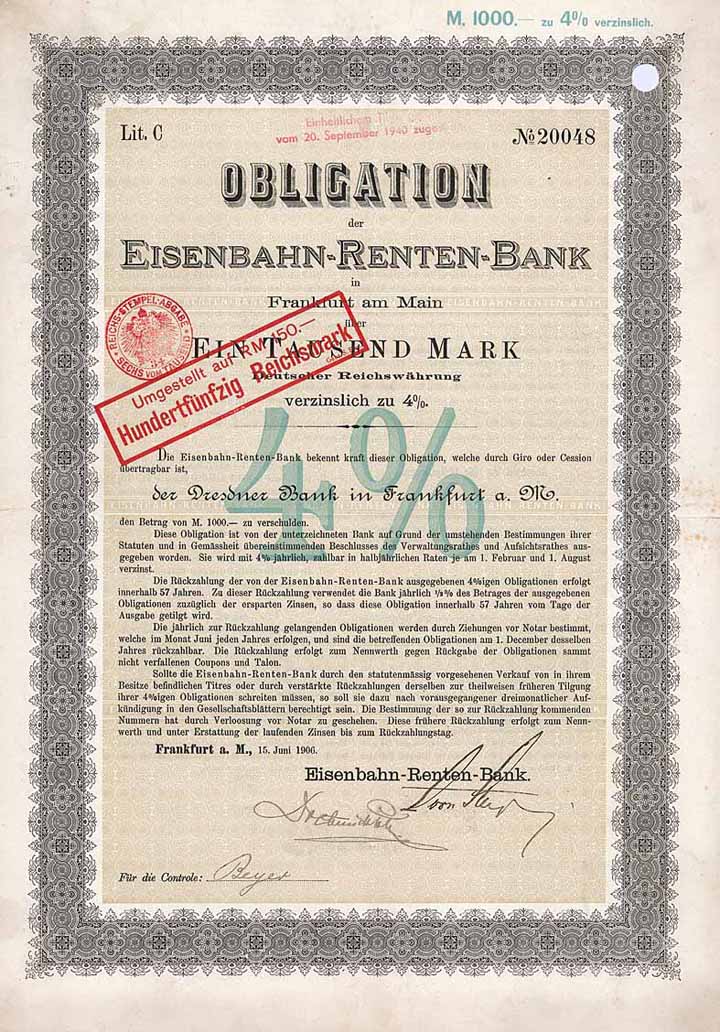 M. 1000.— zu 4% verzinslich.
Lit. C
Einheitlichem
vom 20. September 1940
№ 20048
OBLIGATION
der
EISENBAHN-RENTEN-BANK
in
Frankfurt am Main
über
EIN TAUSEND MARK
Deutscher Reichswährung
verzinslich zu 4%.
REICHS-STEMPEL-ABGABE
SECHS VOM TAUSEND
Umgestellt auf RM 150.—
Hundertfünfzig Reichsmark
4%
Die Eisenbahn-Renten-Bank bekennt kraft dieser Obligation, welche durch Giro oder Cession
übertragbar ist,
der Dresdner Bank in Frankfurt a. M.
den Betrag von M. 1000.— zu verschulden.
Diese Obligation ist von der unterzeichneten Bank auf Grund der umstehenden Bestimmungen ihrer
Statuten und in Gemässheit übereinstimmenden Beschlusses des Verwaltungsrathes und Aufsichtsrathes aus-
gegeben worden. Sie wird mit 4% jährlich, zahlbar in halbjährlichen Raten je am 1. Februar und 1. August
verzinst.
Die Rückzahlung der von der Eisenbahn-Renten-Bank ausgegebenen 4%igen Obligationen erfolgt
innerhalb 57 Jahren. Zu dieser Rückzahlung verwendet die Bank jährlich ½% des Betrages der ausgegebenen
Obligationen zuzüglich der ersparten Zinsen, so dass diese Obligation innerhalb 57 Jahren vom Tage der
Ausgabe getilgt wird.
Die jährlich zur Rückzahlung gelangenden Obligationen werden durch Ziehungen vor Notar bestimmt,
welche im Monat Juni jeden Jahres erfolgen, und sind die betreffenden Obligationen am 1. December desselben
Jahres rückzahlbar. Die Rückzahlung erfolgt zum Nennwerth gegen Rückgabe der Obligationen sammt
nicht verfallenen Coupons und Talon.
Sollte die Eisenbahn-Renten-Bank durch den statutenmässig vorgesehenen Verkauf von in ihrem
Besitze befindlichen Titres oder durch verstärkte Rückzahlungen derselben zur theilweisen früheren Tilgung
ihrer 4%igen Obligationen schreiten müssen, so soll sie dazu nach vorausgegangener dreimonatlicher Auf-
kündigung in den Gesellschaftsblättern berechtigt sein. Die Bestimmung der so zur Rückzahlung kommenden
Nummern hat durch Verloosung vor Notar zu geschehen. Diese frühere Rückzahlung erfolgt zum Nenn-
werth und unter Erstattung der laufenden Zinsen bis zum Rückzahlungstag.
Frankfurt a. M., 15. Juni 1906.
Eisenbahn-Renten-Bank.
Für die Controle: Beyer